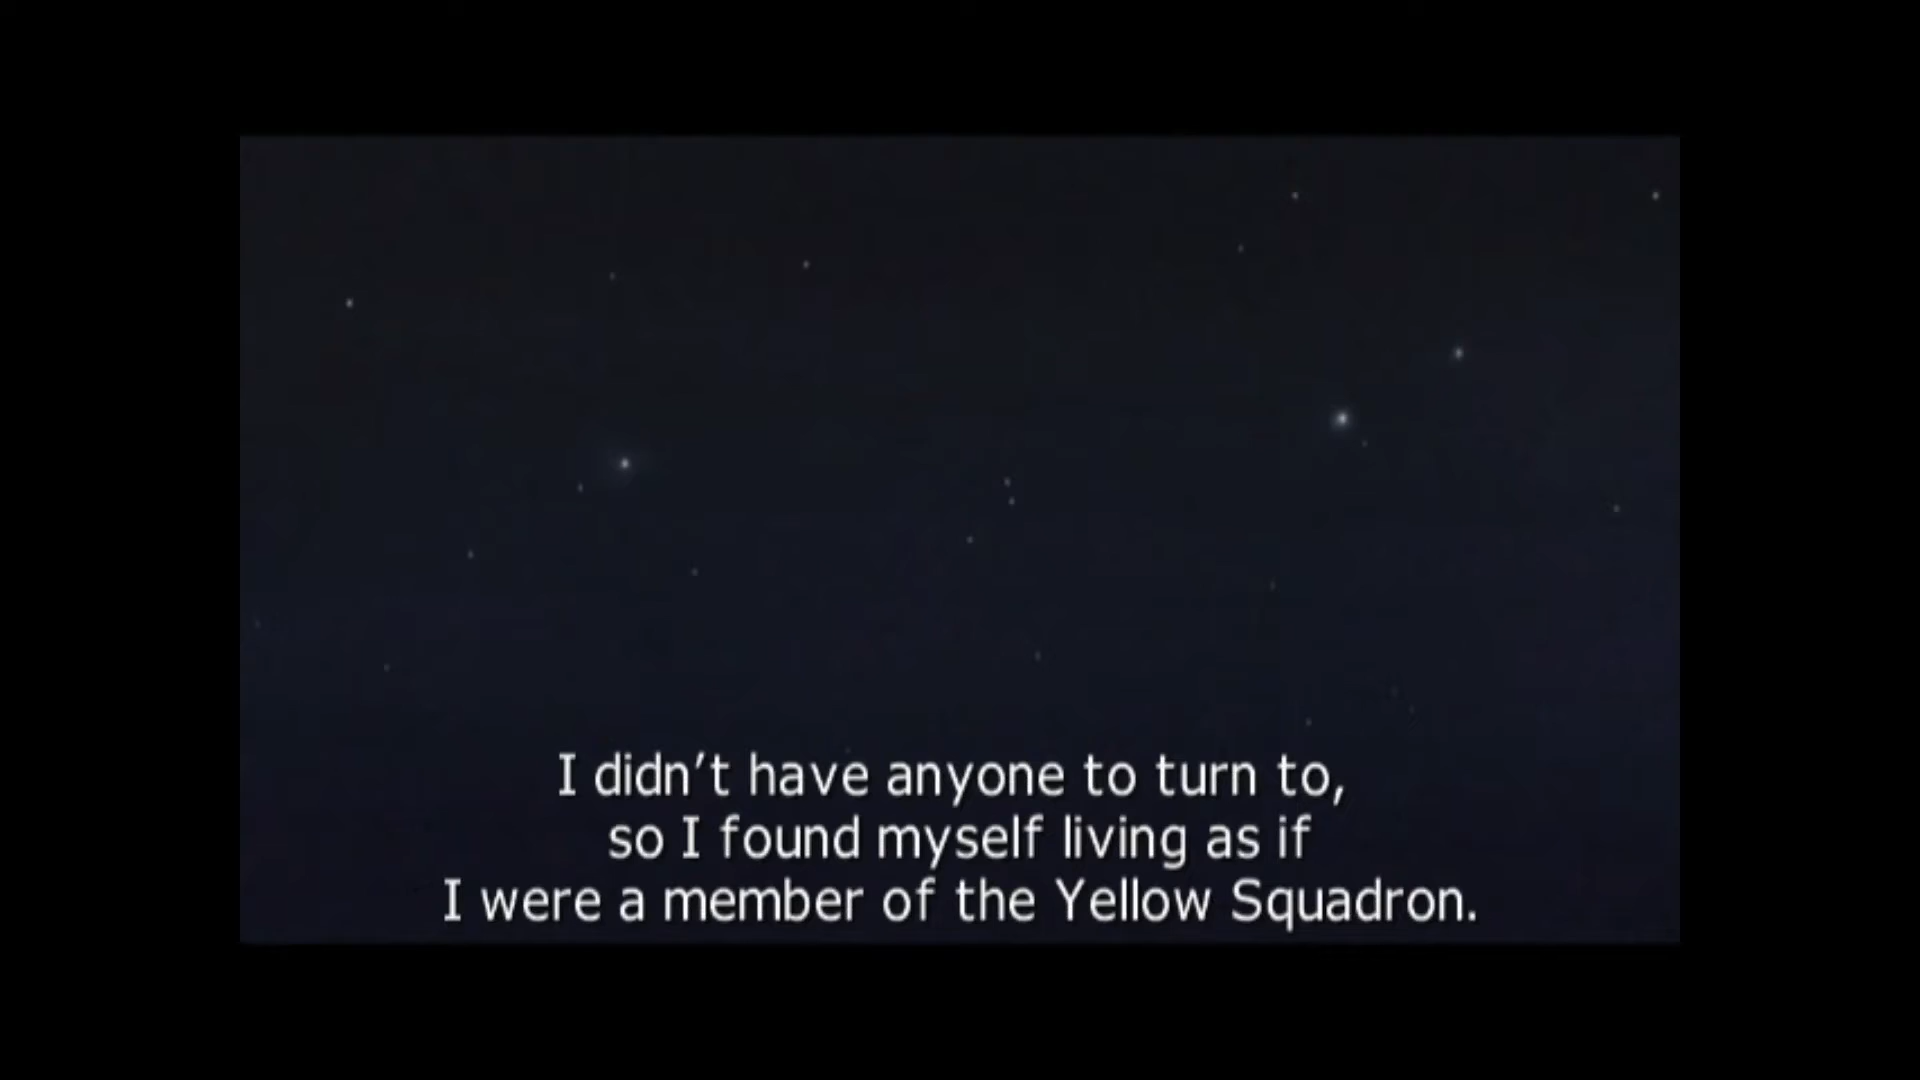 I didn’t have anyone to turn to,
so I found myself living as if
I were a member of the Yellow Squadron.